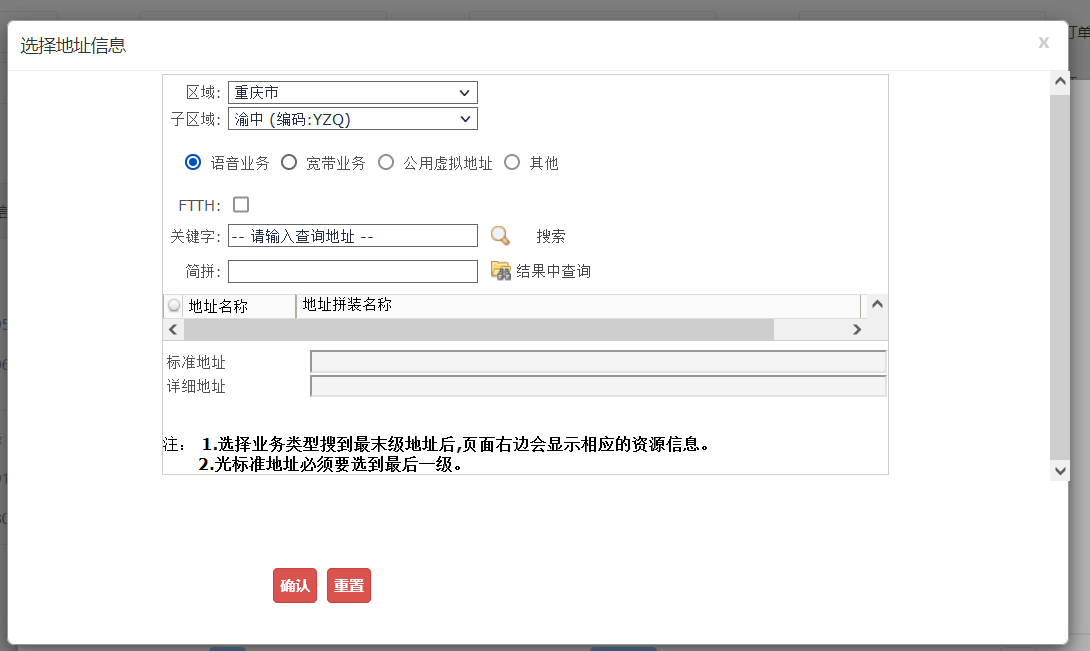 选择地址信息 x
区域: 重庆市
子区域: 渝中 (编码:YZQ)
语音业务 宽带业务 公用虚拟地址 其他
FTTH:
关键字: -- 请输入查询地址 -- 搜索
简拼: 结果中查询
地址名称 地址拼装名称
标准地址
详细地址
注： 1.选择业务类型搜到最末级地址后,页面右边会显示相应的资源信息。
2.光标准地址必须要选到最后一级。
确认 重置